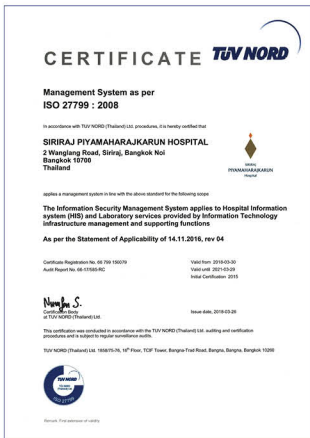 CERTIFICATE TÜV NORD
Management System as per
ISO 27799 : 2008
In accordance with TÜV NORD (Thailand) Ltd. procedures, it is hereby certified that
SIRIRAJ PIYAMAHARAJKARUN HOSPITAL
2 Wanglang Road, Siriraj, Bangkok Noi
Bangkok 10700
Thailand
SIRIRAJ
PIYAMAHARAJKARUN
Hospital
applies a management system in line with the above standard for the following scope
The Information Security Management System applies to Hospital Information
system (HIS) and Laboratory services provided by Information Technology
infrastructure management and supporting functions
As per the Statement of Applicability of 14.11.2016, rev 04
Certificate Registration No. 66 799 150079
Audit Report No. 66-17/585/RC
Valid from 2018-03-30
Valid until 2021-03-29
Initial Certification 2015
Certification Body
at TÜV NORD (Thailand) Ltd.
Issue date, 2018-03-26
This certification was conducted in accordance with the TÜV NORD (Thailand) Ltd. auditing and certification
procedures and is subject to regular surveillance audits.
TÜV NORD (Thailand) Ltd. 1858/75-76, 16th Floor, TCIF Tower, Bangna-Trad Road, Bangna, Bangna, Bangkok 10260
TÜV NORD
ISO 27799